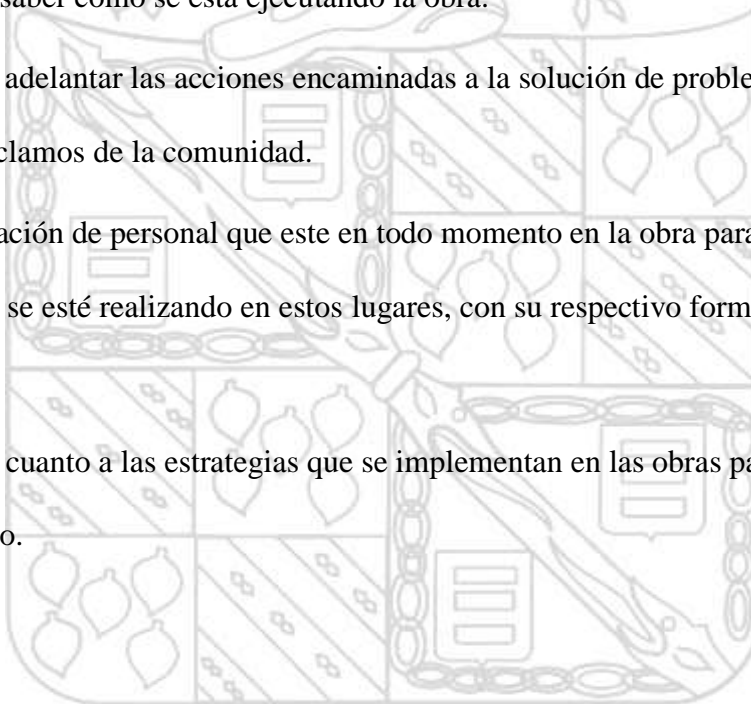 saber cómo se está ejecutando la obra.
adelantar las acciones encaminadas a la solución de proble
clamos de la comunidad.
ación de personal que este en todo momento en la obra para
se esté realizando en estos lugares, con su respectivo form
cuanto a las estrategias que se implementan en las obras pa
o.